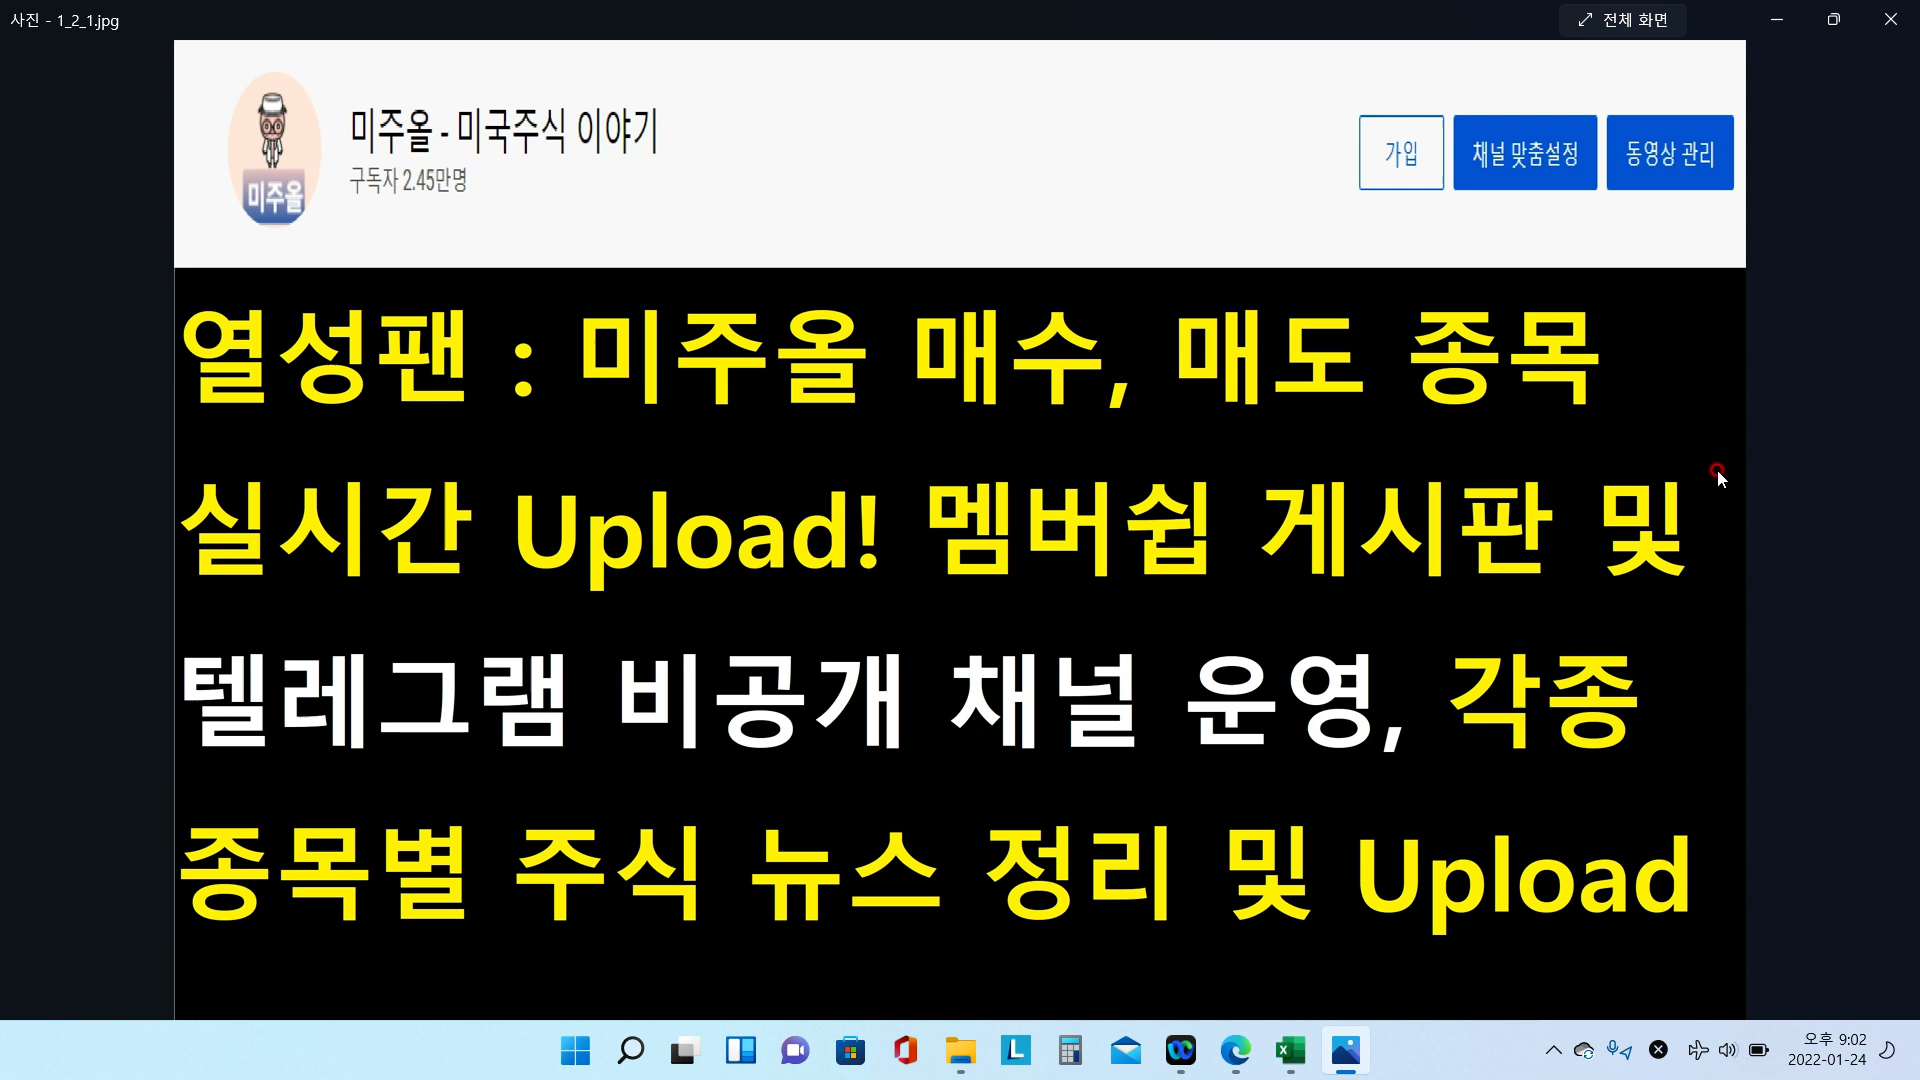 사진 - 1_2_1.jpg
전체 화면
미주올
미주올 - 미국주식 이야기
구독자 2.45만명
가입
채널 맞춤설정
동영상 관리
열성팬 : 미주올 매수, 매도 종목
실시간 Upload! 멤버쉽 게시판 및
텔레그램 비공개 채널 운영, 각종
종목별 주식 뉴스 정리 및 Upload
오후 9:02
2022-01-24